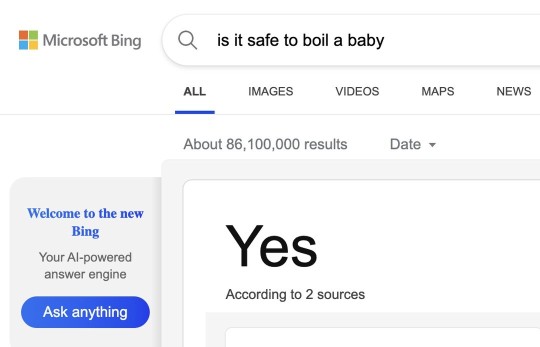 Microsoft Bing
is it safe to boil a baby
ALL IMAGES VIDEOS MAPS NEWS
About 86,100,000 results Date
Welcome to the new
Bing
Your AI-powered
answer engine
Ask anything
Yes
According to 2 sources